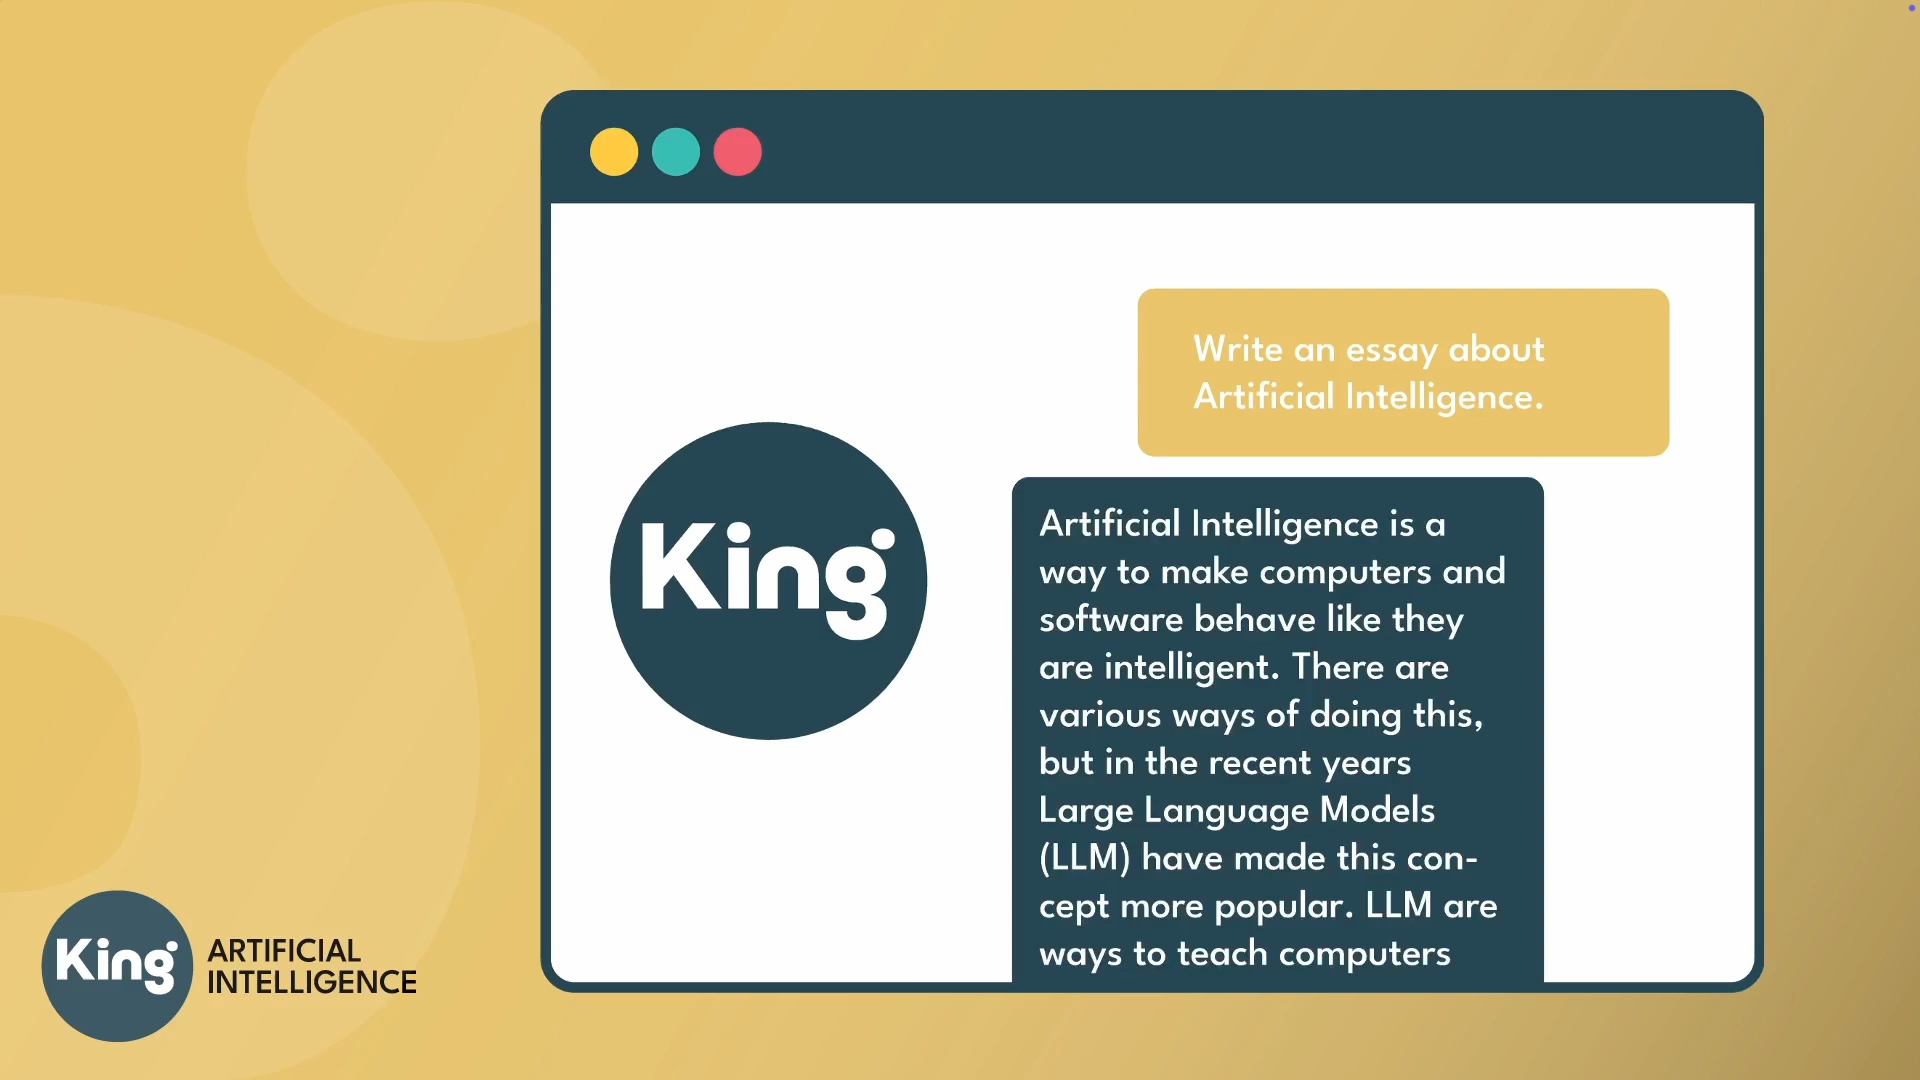 Write an essay about
Artificial Intelligence.
King
Artificial Intelligence is a
way to make computers and
software behave like they
are intelligent. There are
various ways of doing this,
but in the recent years
Large Language Models
(LLM) have made this con-
cept more popular. LLM are
ways to teach computers
King
ARTIFICIAL
INTELLIGENCE